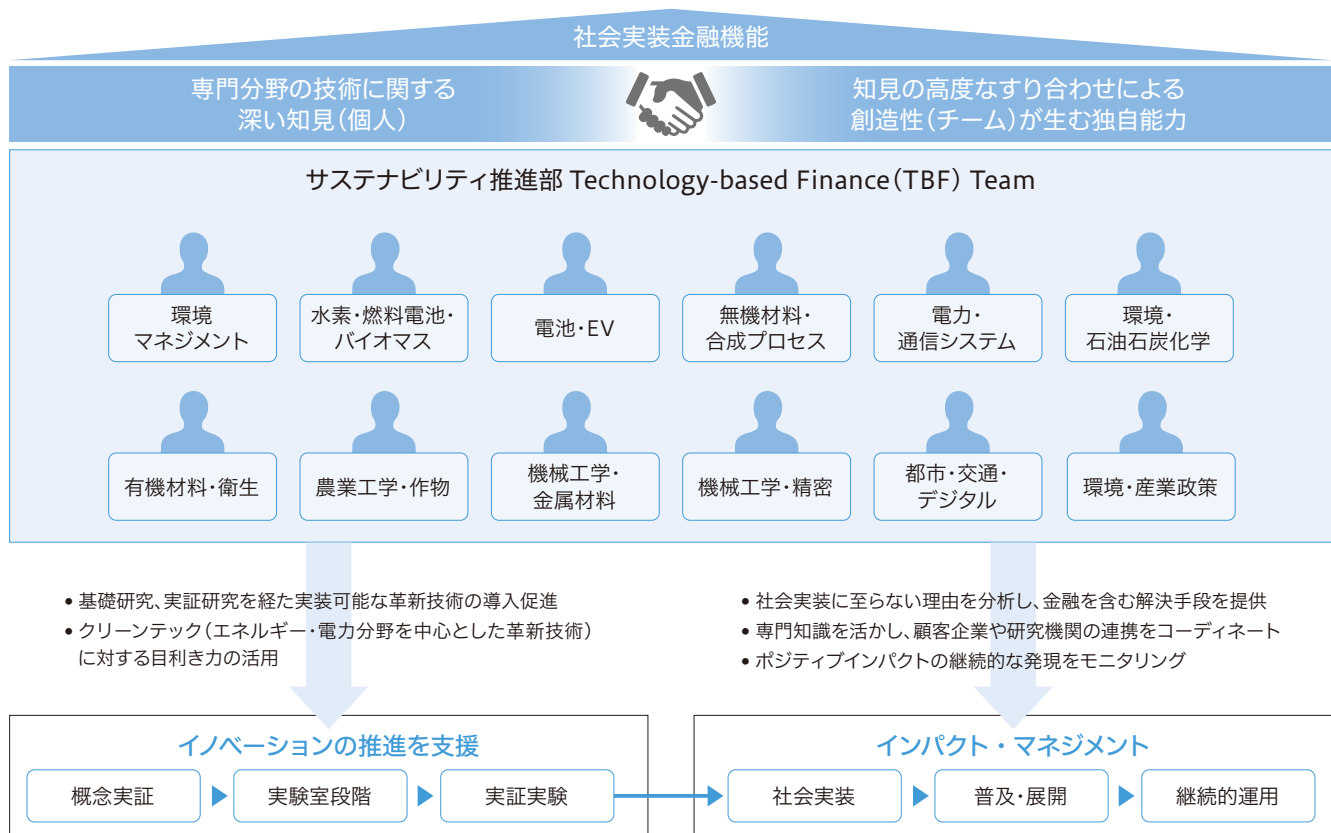 社会実装金融機能
専門分野の技術に関する
深い知見(個人)
知見の高度なすり合わせによる
創造性(チーム)が生む独自能力
サステナビリティ推進部 Technology-based Finance(TBF) Team
環境
マネジメント
水素・燃料電池・
バイオマス
電池・EV
無機材料・
合成プロセス
電力・
通信システム
環境・
石油石炭化学
有機材料・衛生
農業工学・作物
機械工学・
金属材料
機械工学・精密
都市・交通・
デジタル
環境・産業政策
• 基礎研究、実証研究を経た実装可能な革新技術の導入促進
• クリーンテック(エネルギー・電力分野を中心とした革新技術)
に対する目利き力の活用
• 社会実装に至らない理由を分析し、金融を含む解決手段を提供
• 専門知識を活かし、顧客企業や研究機関の連携をコーディネート
• ポジティブインパクトの継続的な発現をモニタリング
イノベーションの推進を支援
概念実証
実験室段階
実証実験
インパクト・マネジメント
社会実装
普及・展開
継続的運用